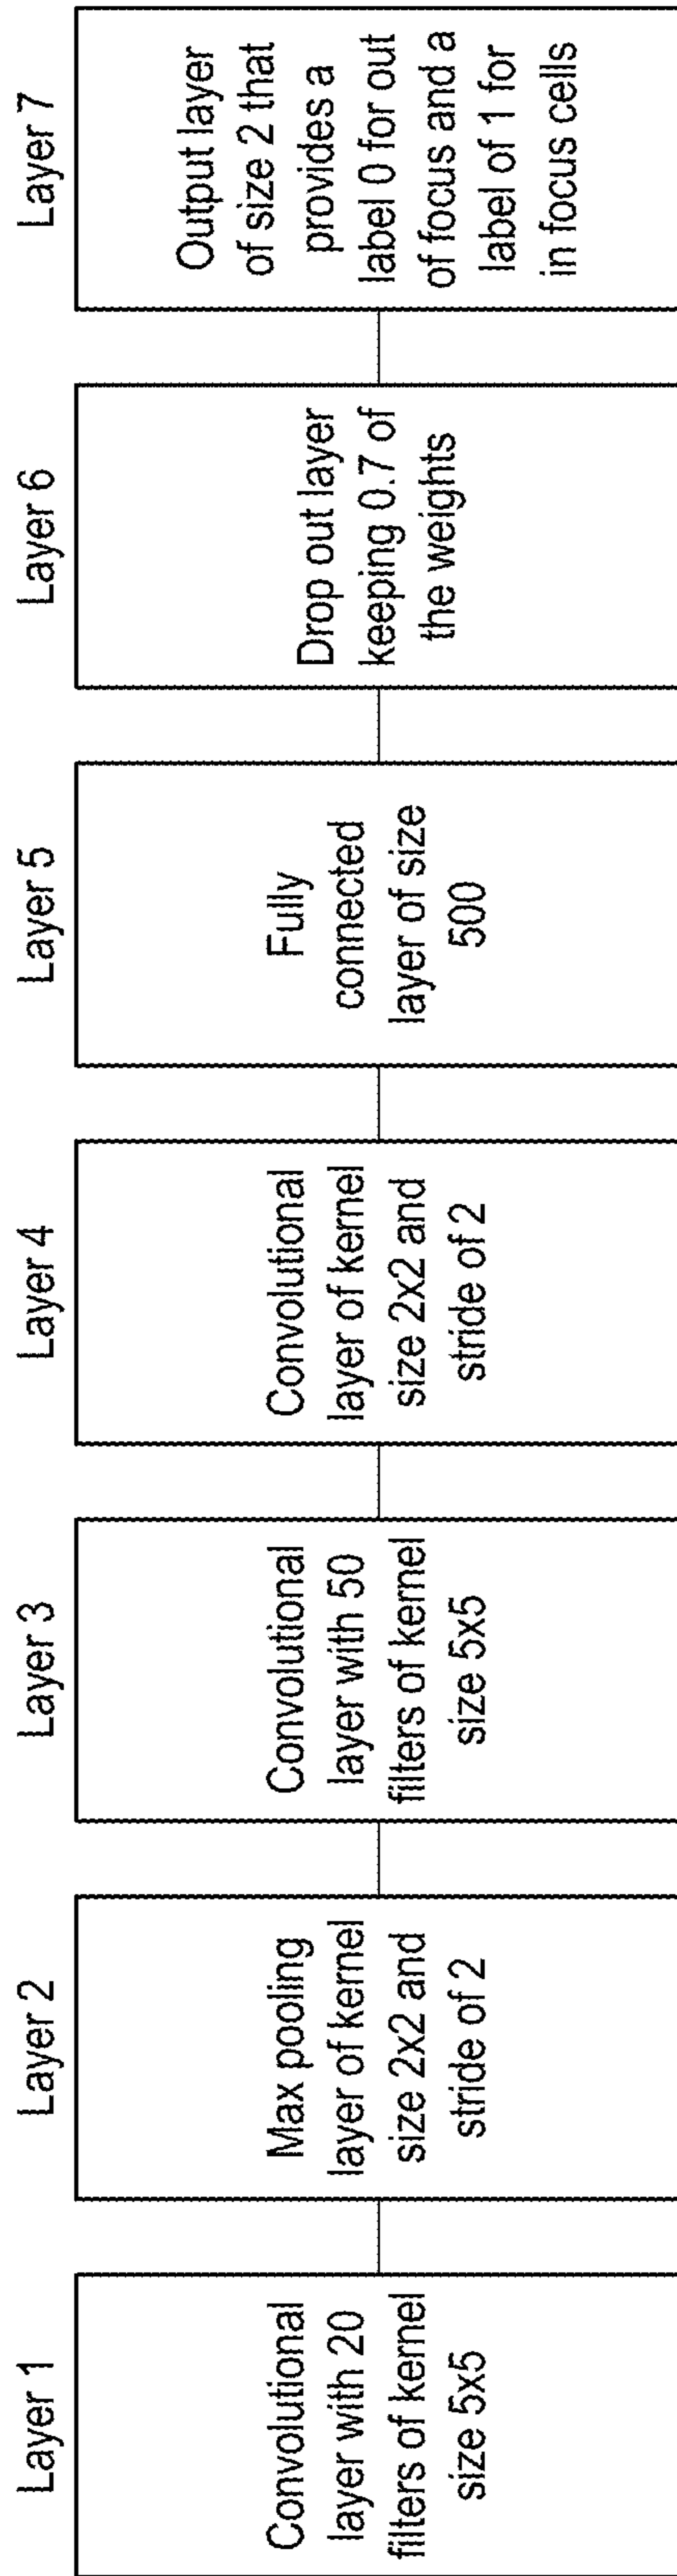 Layer 1
Convolutional
layer with 20
filters of kernel
size 5x5
Layer 2
Max pooling
layer of kernel
size 2x2 and
stride of 2
Layer 3
Convolutional
layer with 50
filters of kernel
size 5x5
Layer 4
Convolutional
layer of kernel
size 2x2 and
stride of 2
Layer 5
Fully
connected
layer of size
500
Layer 6
Drop out layer
keeping 0.7 of
the weights
Layer 7
Output layer
of size 2 that
provides a
label 0 for out
of focus and a
label of 1 for
in focus cells